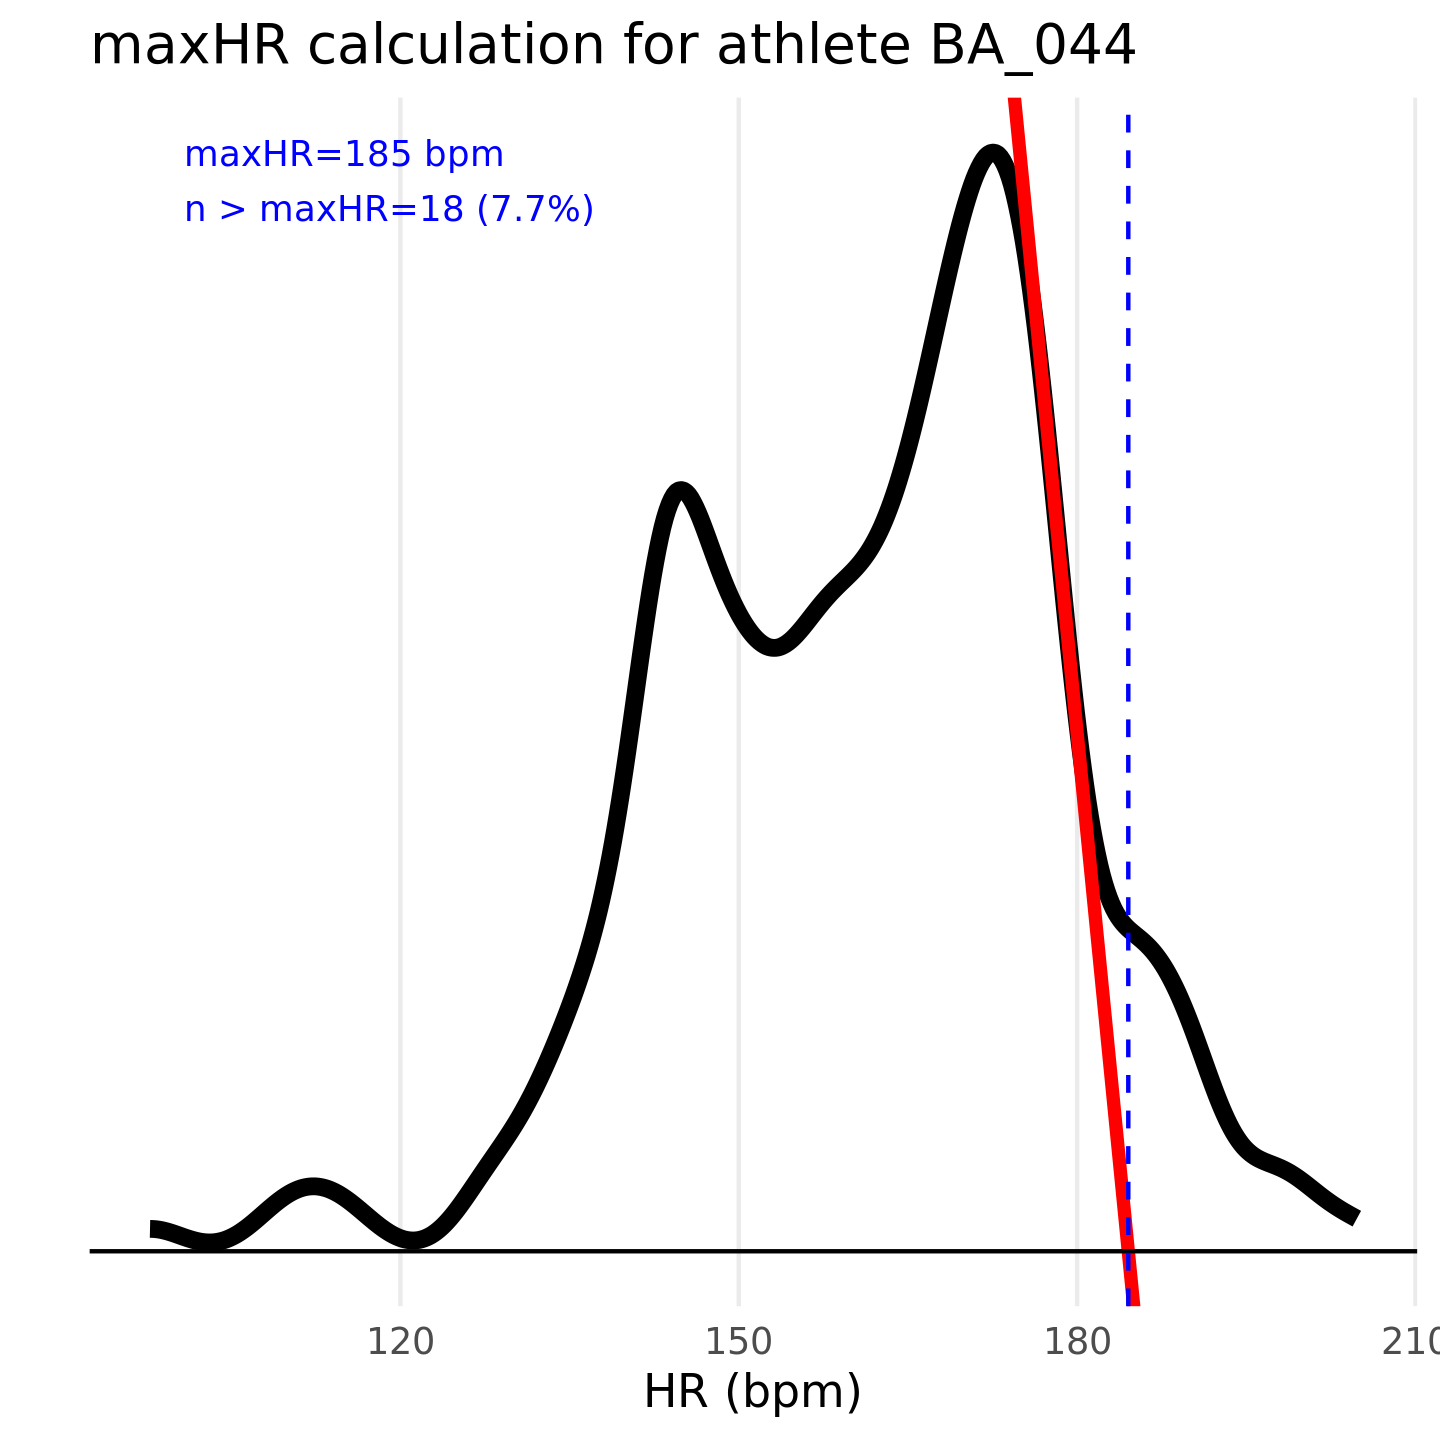 maxHR calculation for athlete BA_044
maxHR=185 bpm
n > maxHR=18 (7.7%)
120 150 180 210
HR (bpm)